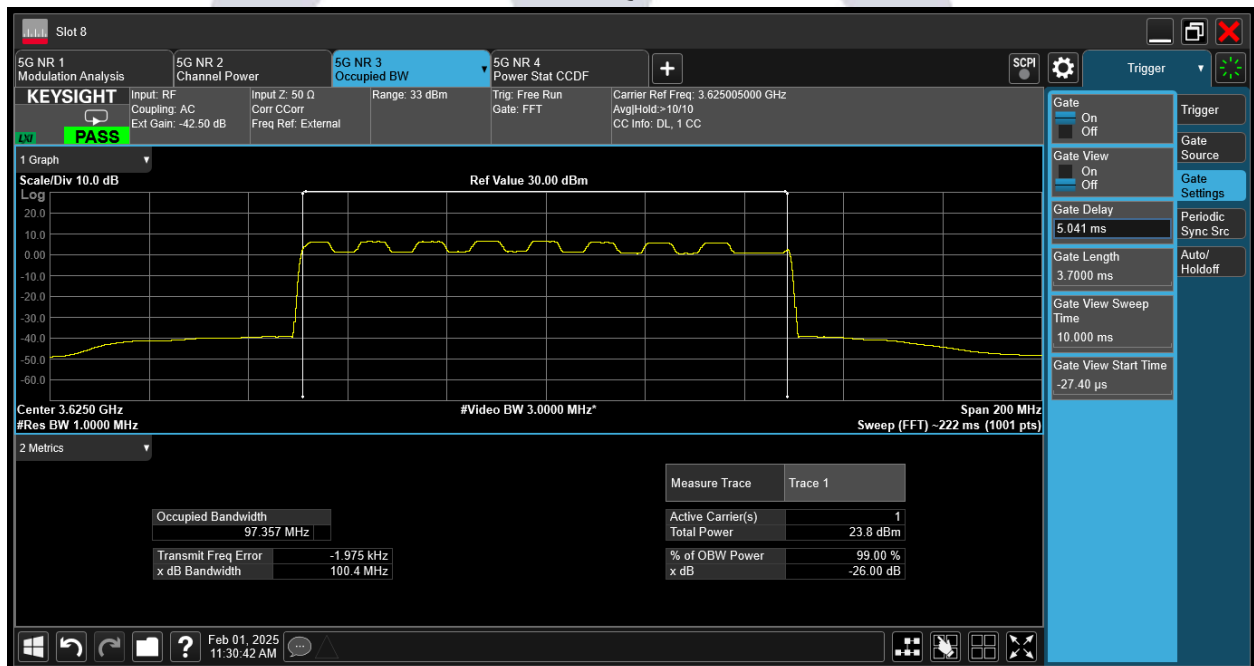 Slot 8
5G NR 1
Modulation Analysis
5G NR 2
Channel Power
5G NR 3
Occupied BW
5G NR 4
Power Stat CCDF
SCPI
Trigger
KEYSIGHT
LXI
PASS
Input: RF
Coupling: AC
Ext Gain: -42.50 dB
Input Z: 50 Ω
Corr CCorr
Freq Ref: External
Range: 33 dBm
Trig: Free Run
Gate: FFT
Carrier Ref Freq: 3.625005000 GHz
Avg|Hold:>10/10
CC Info: DL, 1 CC
1 Graph
Scale/Div 10.0 dB
Ref Value 30.00 dBm
Log
20.0
10.0
0.00
-10.0
-20.0
-30.0
-40.0
-50.0
-60.0
Center 3.6250 GHz
#Video BW 3.0000 MHz*
Span 200 MHz
#Res BW 1.0000 MHz
Sweep (FFT) ~222 ms (1001 pts)
2 Metrics
Measure Trace Trace 1
Occupied Bandwidth
97.357 MHz
Active Carrier(s) 1
Total Power 23.8 dBm
Transmit Freq Error -1.975 kHz
x dB Bandwidth 100.4 MHz
% of OBW Power 99.00 %
x dB -26.00 dB
Gate
On
Off
Gate View
On
Off
Gate Delay
5.041 ms
Gate Length
3.7000 ms
Gate View Sweep
Time
10.000 ms
Gate View Start Time
-27.40 µs
Trigger
Gate
Source
Gate
Settings
Periodic
Sync Src
Auto/
Holdoff
?
Feb 01, 2025
11:30:42 AM